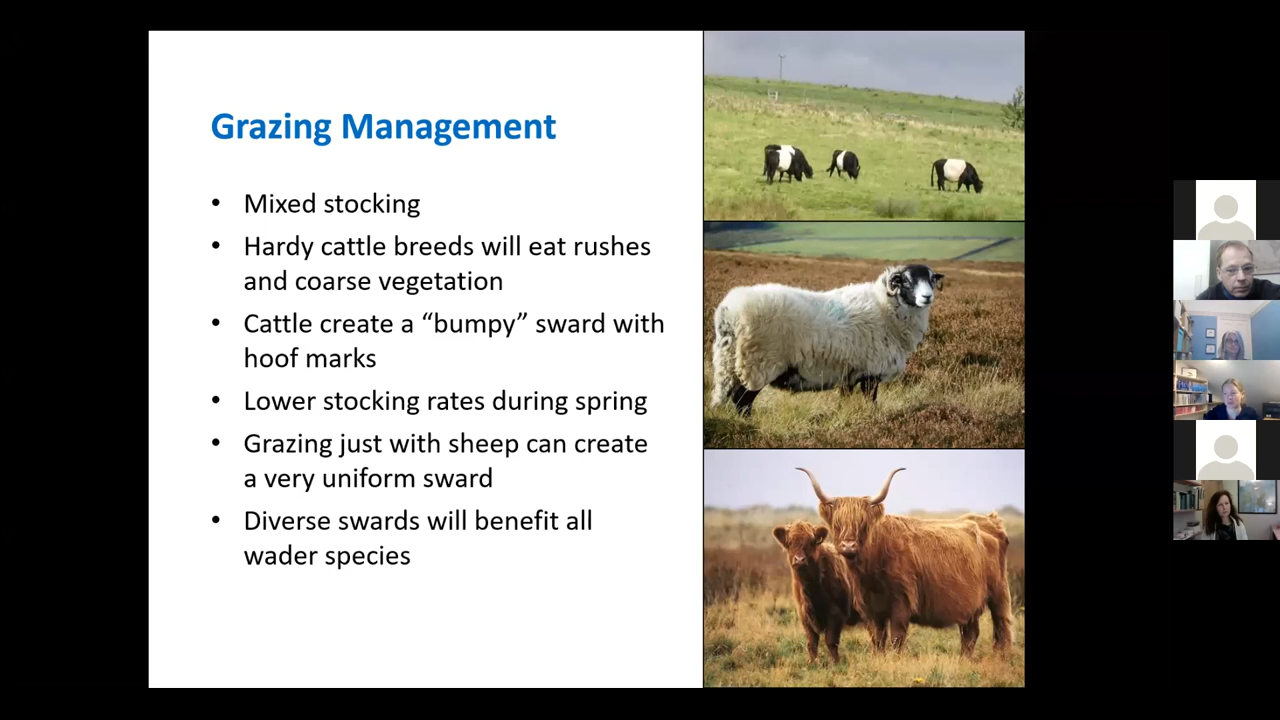 Grazing Management
• Mixed stocking
• Hardy cattle breeds will eat rushes
and coarse vegetation
• Cattle create a “bumpy” sward with
hoof marks
• Lower stocking rates during spring
• Grazing just with sheep can create
a very uniform sward
• Diverse swards will benefit all
wader species